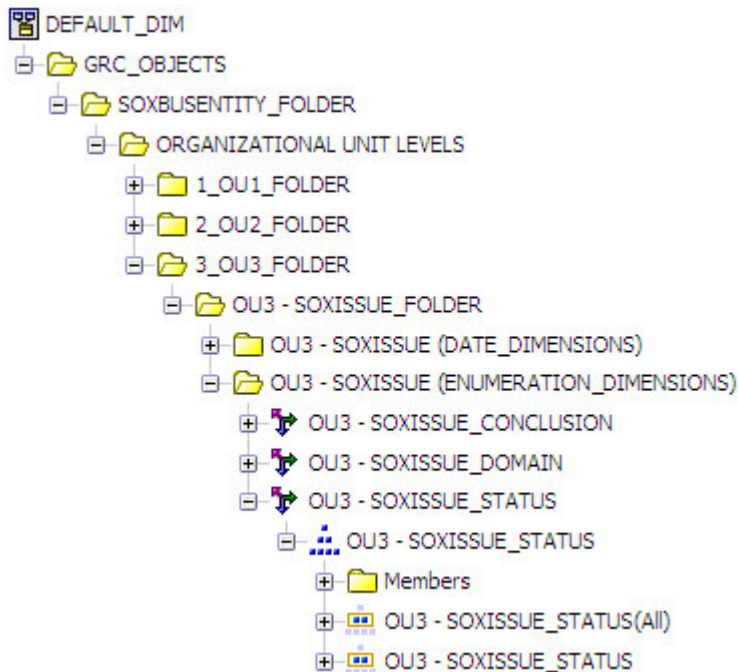 DEFAULT_DIM
GRC_OBJECTS
SOXBUSENTITY_FOLDER
ORGANIZATIONAL UNIT LEVELS
1_OU1_FOLDER
2_OU2_FOLDER
3_OU3_FOLDER
OU3 - SOXISSUE_FOLDER
OU3 - SOXISSUE (DATE_DIMENSIONS)
OU3 - SOXISSUE (ENUMERATION_DIMENSIONS)
OU3 - SOXISSUE_CONCLUSION
OU3 - SOXISSUE_DOMAIN
OU3 - SOXISSUE_STATUS
OU3 - SOXISSUE_STATUS
Members
OU3 - SOXISSUE_STATUS(All)
OU3 - SOXISSUE_STATUS